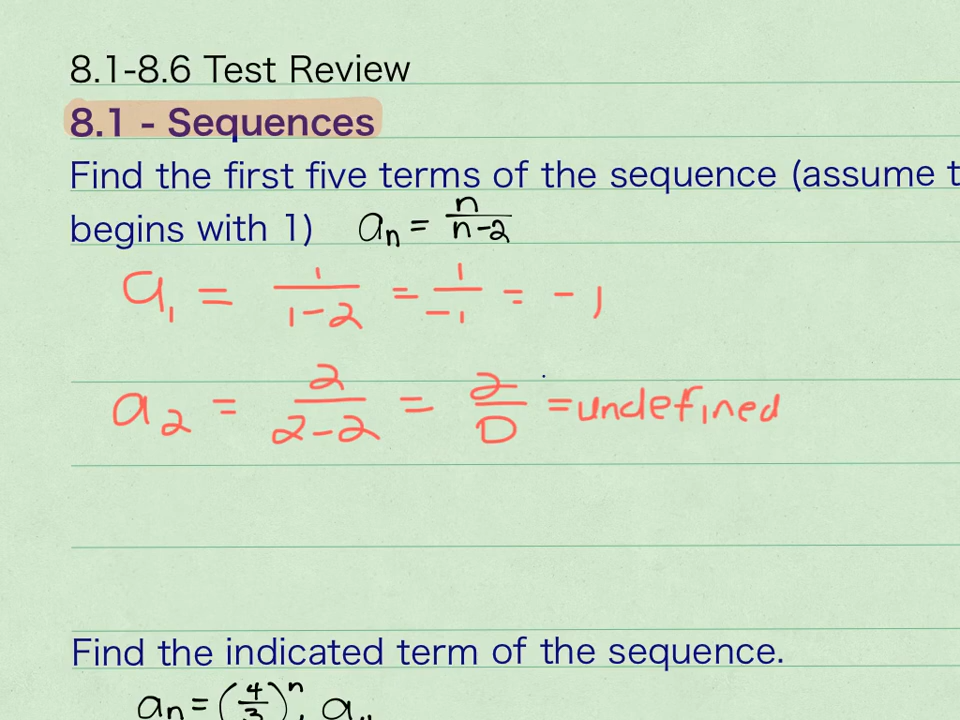 8.1-8.6 Test Review
8.1 - Sequences
Find the first five terms of the sequence (assume t
begins with 1) aₙ = n/(n-2)
a₁ = 1/(1-2) = 1/-1 = -1
a₂ = 2/(2-2) = 2/0 = undefined
Find the indicated term of the sequence.
aₙ = (4/3)ⁿ, a